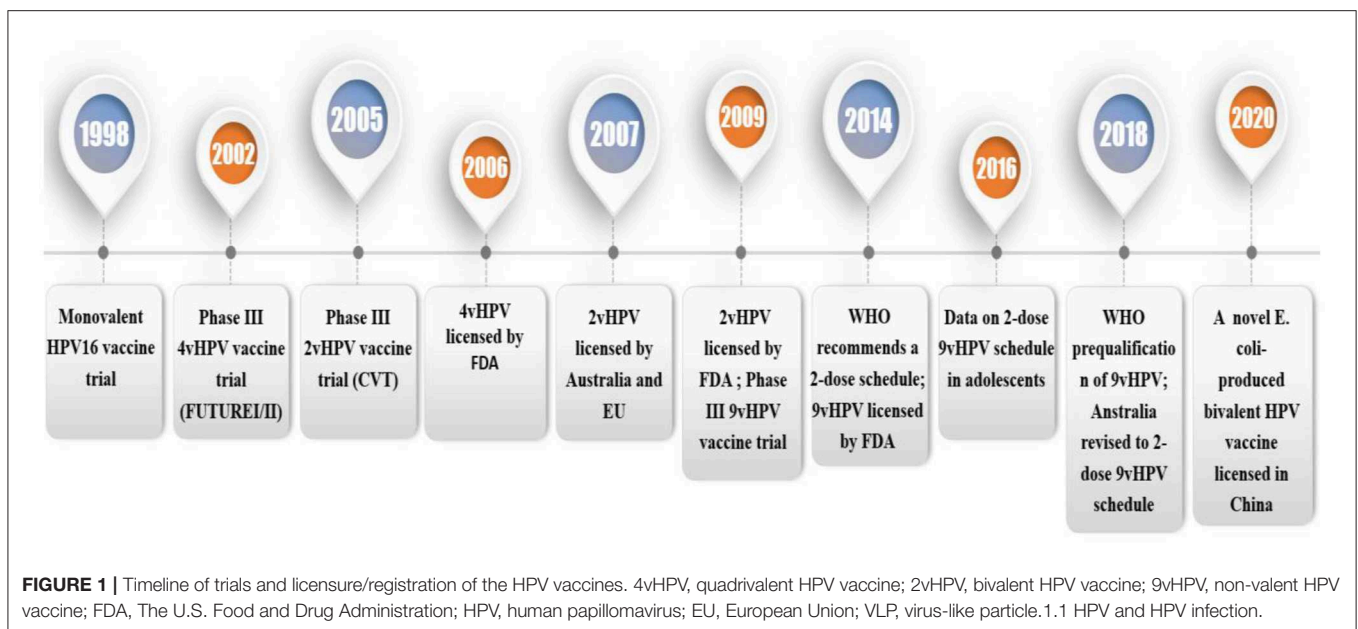 1998
2002
2005
2006
2007
2009
2014
2016
2018
2020
Monovalent
HPV16 vaccine
trial
Phase III
4vHPV vaccine
trial
(FUTUREI/II)
Phase III
2vHPV vaccine
trial (CVT)
4vHPV
licensed by
FDA
2vHPV
licensed by
Australia and
EU
2vHPV
licensed by
FDA ; Phase
III 9vHPV
vaccine trial
WHO
recommends a
2-dose schedule;
9vHPV licensed
by FDA
Data on 2-dose
9vHPV schedule
in adolescents
WHO
prequalificatio
n of 9vHPV;
Anstralia
revised to 2-
dose 9vHPV
schedule
A novel E.
coli-
produced
bivalent HPV
vaccine
licensed in
China
FIGURE 1 | Timeline of trials and licensure/registration of the HPV vaccines. 4vHPV, quadrivalent HPV vaccine; 2vHPV, bivalent HPV vaccine; 9vHPV, non-valent HPV
vaccine; FDA, The U.S. Food and Drug Administration; HPV, human papillomavirus; EU, European Union; VLP, virus-like particle.1.1 HPV and HPV infection.